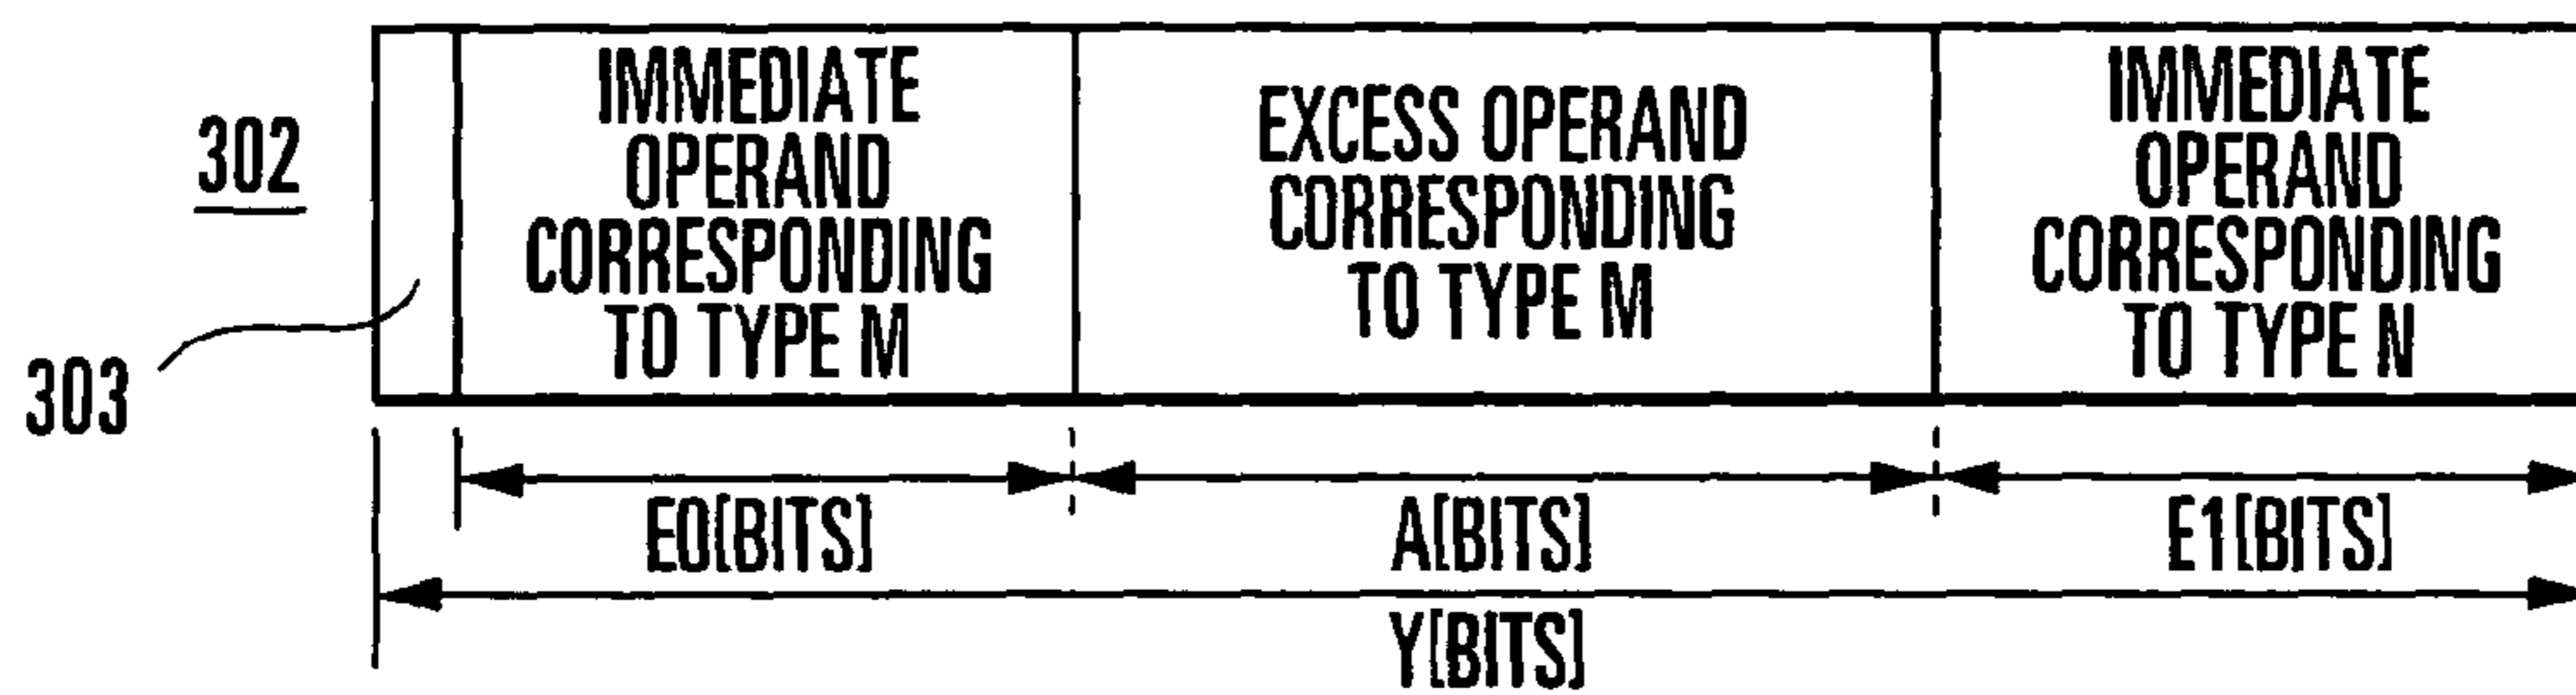 302
303
IMMEDIATE
OPERAND
CORRESPONDING
TO TYPE M
EXCESS OPERAND
CORRESPONDING
TO TYPE M
IMMEDIATE
OPERAND
CORRESPONDING
TO TYPE N
E0[BITS]
A[BITS]
E1[BITS]
Y[BITS]